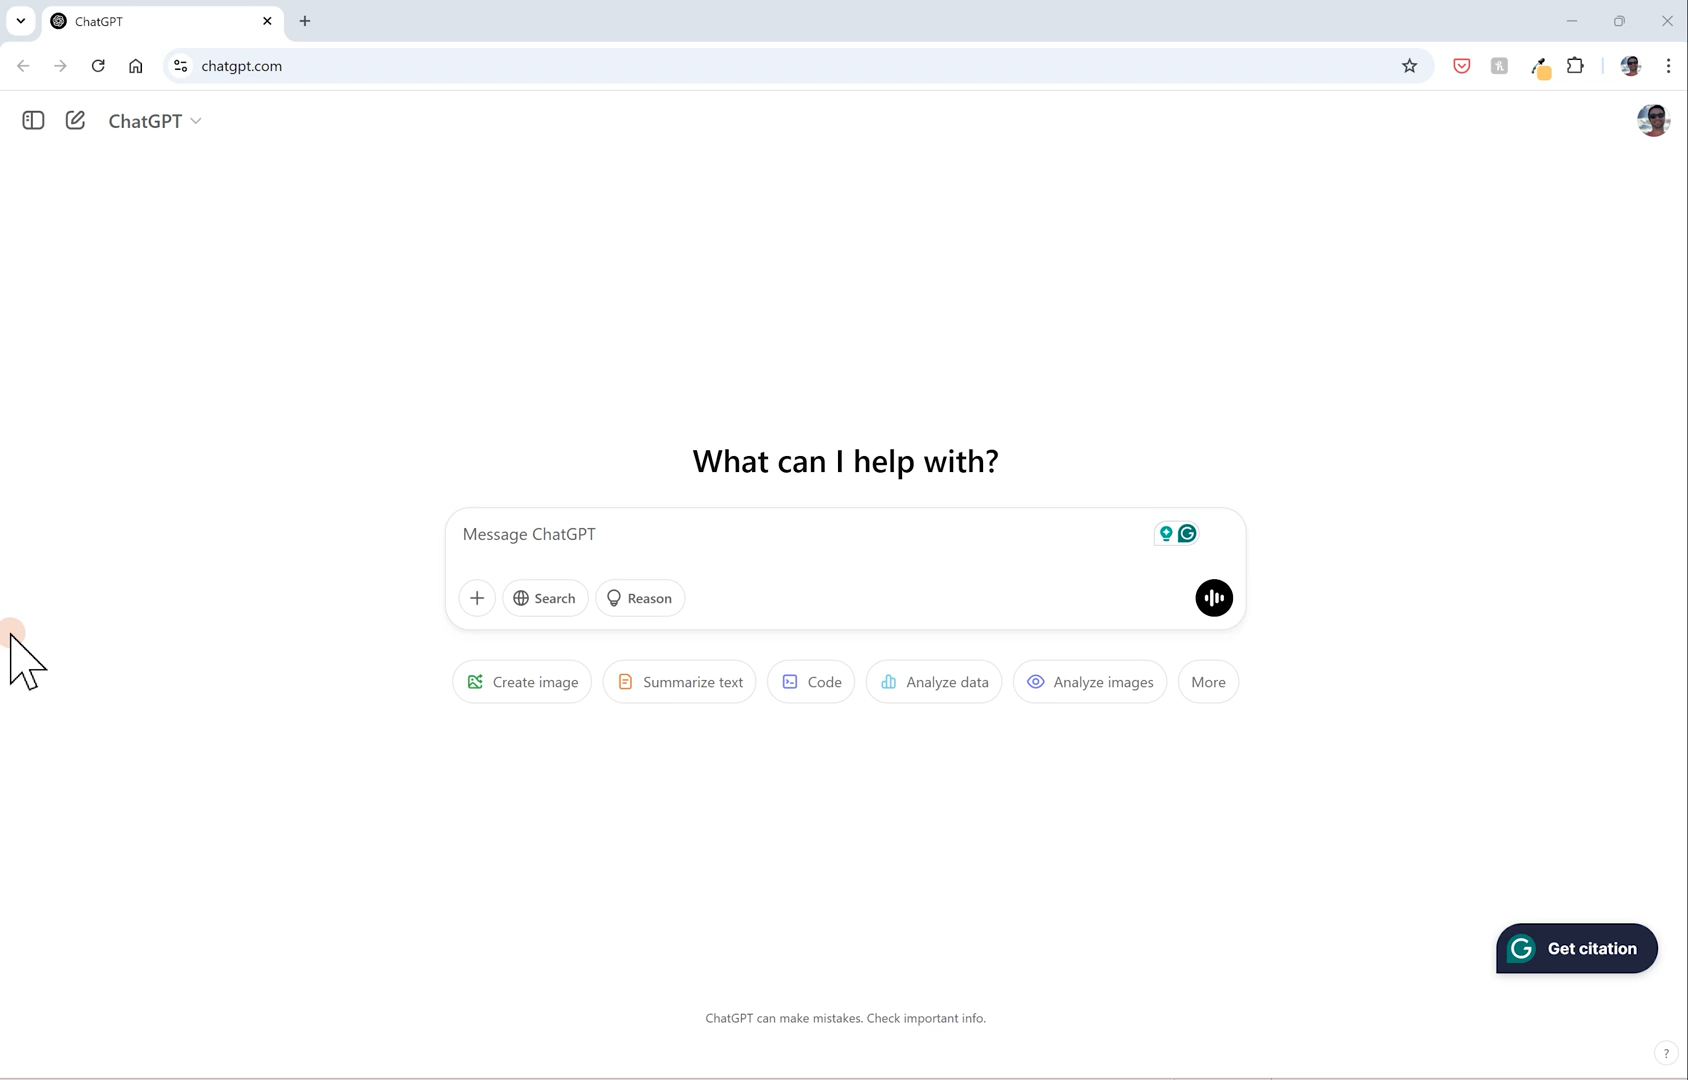 ChatGPT
chatgpt.com
ChatGPT
What can I help with?
Message ChatGPT
Search
Reason
Create image
Summarize text
Code
Analyze data
Analyze images
More
Get citation
ChatGPT can make mistakes. Check important info.
?